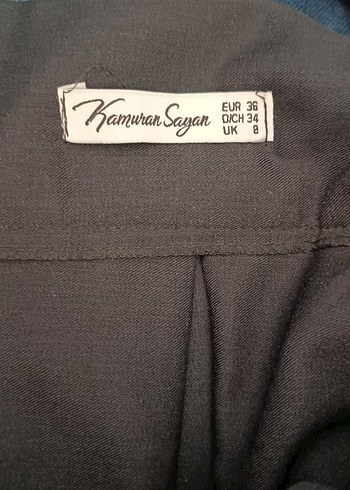 Kamuran Sayan
EUR 36
D/CH 34
UK 8